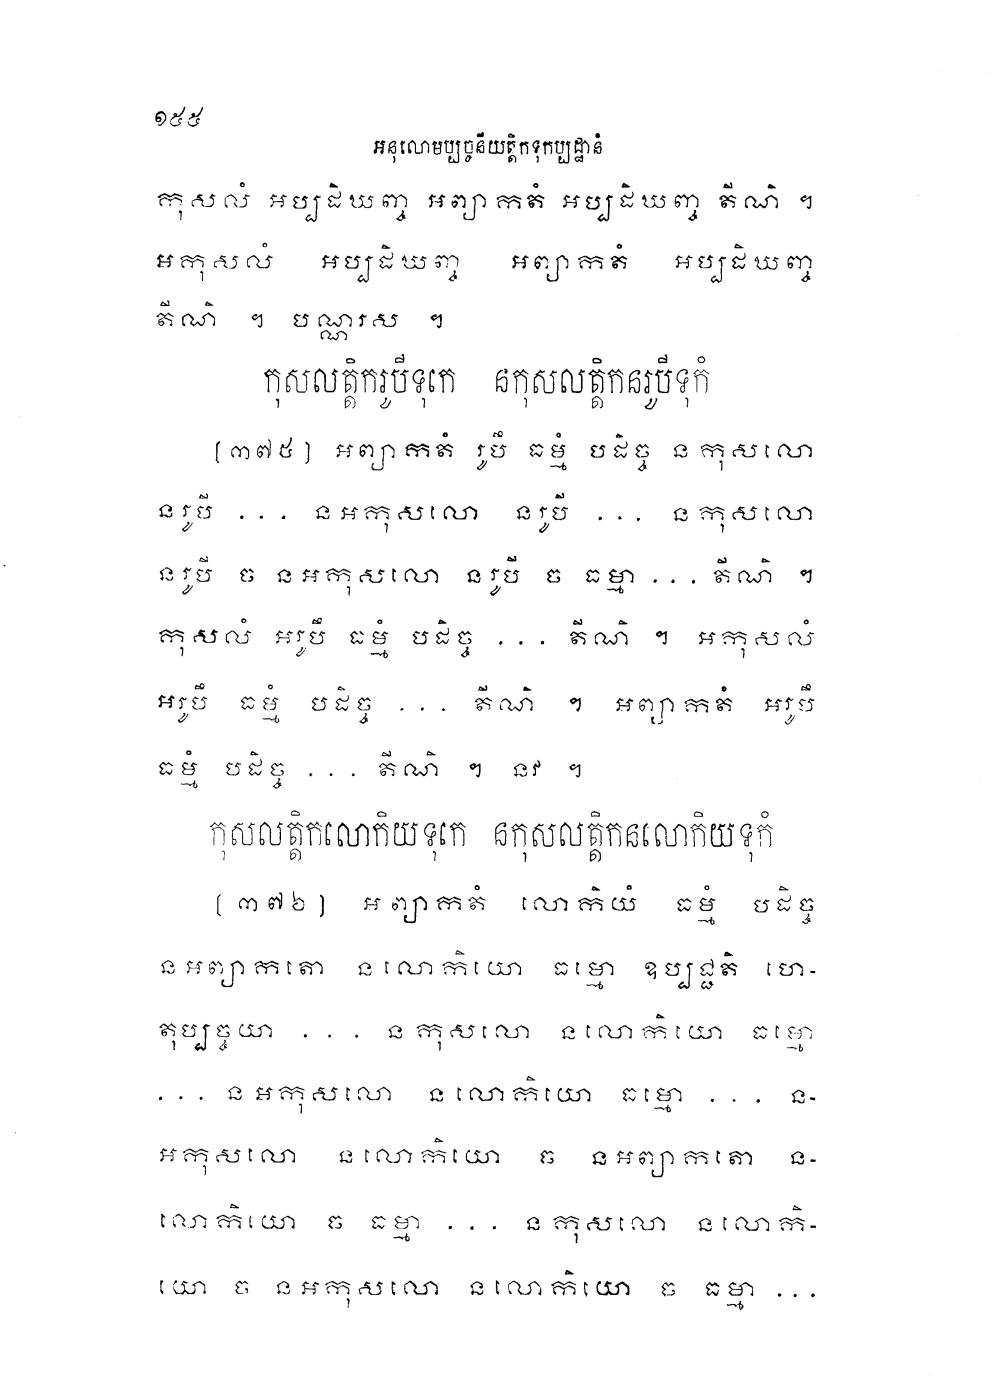 ១៥៥
អនុលោមប្បច្ចនីយត្តិកទុកប្បដ្ឋានំ
កុសលំ អប្បដិឃញ្ច អព្យាកតំ អប្បដិឃញ្ច តីណិ ។
អកុសលំ អប្បដិឃញ្ច អព្យាកតំ អប្បដិឃញ្ច
តីណិ ។ បណ្ណរស ។
កុសលត្តិករូបីទុកេ នកុសលត្តិកនរូបីទុកំ
[៣៧៥] អព្យាកតំ រូបឹ ធម្មំ បដិច្ច នកុសលោ
នរូបី ... នអកុសលោ នរូបី ... នកុសលោ
នរូបី ច នអកុសលោ នរូបី ច ធម្មា ... តីណិ ។
កុសលំ អរូបឹ ធម្មំ បដិច្ច ... តីណិ ។ អកុសលំ
អរូបឹ ធម្មំ បដិច្ច ... តីណិ ។ អព្យាកតំ អរូបឹ
ធម្មំ បដិច្ច ... តីណិ ។ នវ ។
កុសលត្តិកលោកិយទុកេ នកុសលត្តិកនលោកិយទុកំ
[៣៧៦] អព្យាកតំ លោកិយំ ធម្មំ បដិច្ច
នអព្យាកតោ នលោកិយោ ធម្មោ ឧប្បជ្ជតិ ហេ-
តុប្បច្ចយា ... នកុសលោ នលោកិយោ ធម្មោ
... នអកុសលោ នលោកិយោ ធម្មោ ... ន-
អកុសលោ នលោកិយោ ច នអព្យាកតោ ន-
លោកិយោ ច ធម្មា ... នកុសលោ នលោកិ-
យោ ច នអកុសលោ នលោកិយោ ច ធម្មា ...